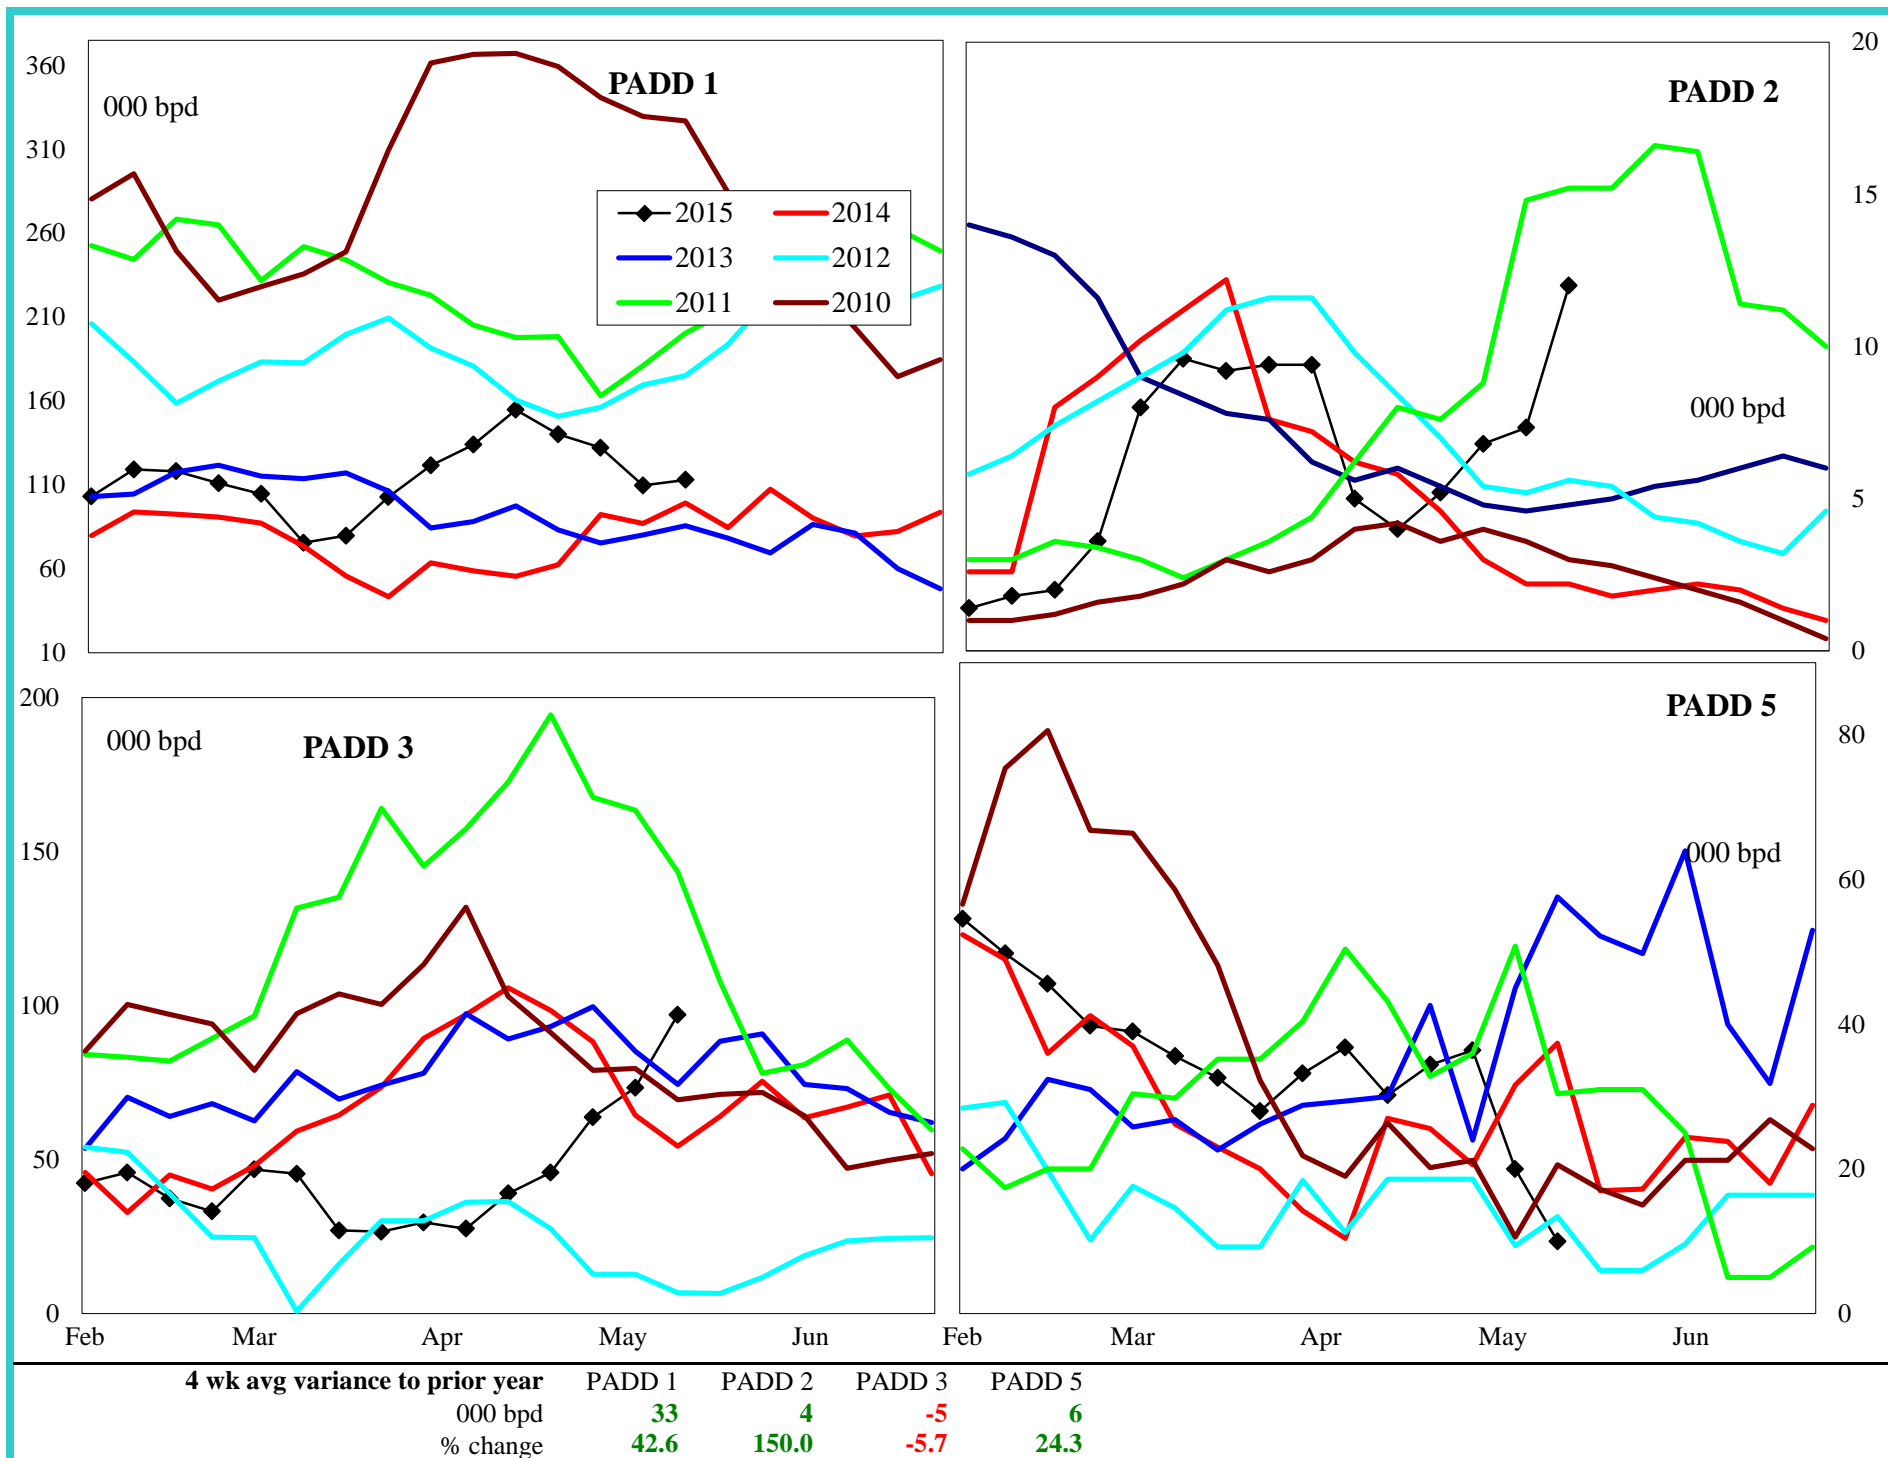 360
310
260
210
160
110
60
10
000 bpd
PADD 1
2015 2014
2013 2012
2011 2010
PADD 2
000 bpd
20
15
10
5
0
200
150
100
50
0
000 bpd
PADD 3
Feb Mar Apr May Jun
PADD 5
000 bpd
80
60
40
20
0
Feb Mar Apr May Jun
4 wk avg variance to prior year PADD 1 PADD 2 PADD 3 PADD 5
000 bpd 33 4 -5 6
% change 42.6 150.0 -5.7 24.3